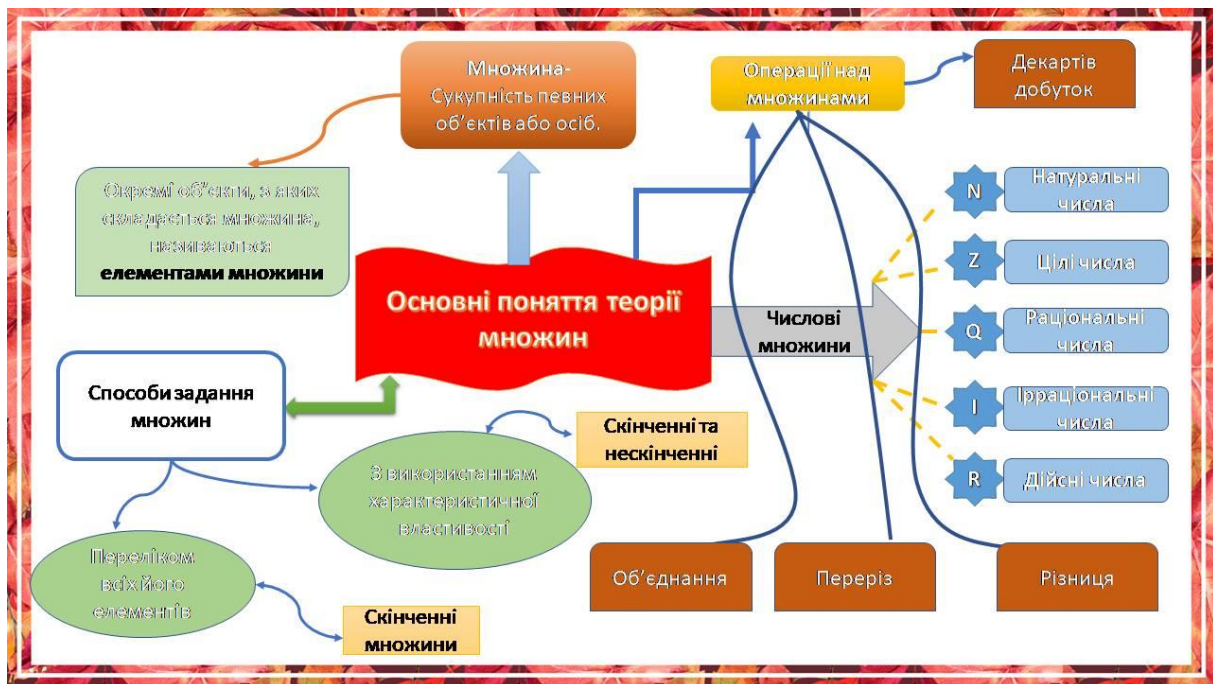 Множина-
Сукупність певних
об’єктів або осіб.
Операції над
множинами
Декартів
добуток
Окремі об’єкти, з яких
складається множина,
називаються
елементами множини
N
Натуральні
числа
Z
Цілі числа
Основні поняття теорії
множин
Числові
множини
Q
Раціональні
числа
Способи задання
множин
I
Ірраціональні
числа
Скінченні та
нескінченні
R
Дійсні числа
З використанням
характеристичної
властивості
Переліком
всіх його
елементів
Об’єднання
Переріз
Різниця
Скінченні
множини